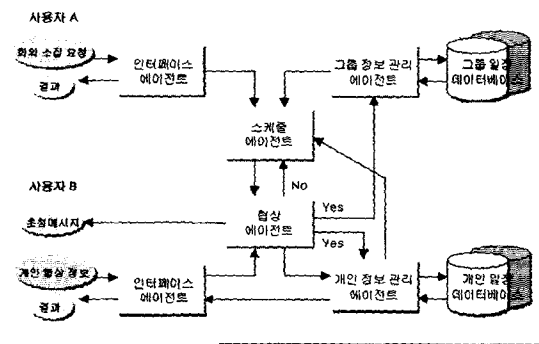 사용자 A
회의 소집 요청
결과
인터페이스
에이전트
그룹 정보 관리
에이전트
그룹 일정
데이터베이스
스케줄
에이전트
No
사용자 B
초청메시지
협상
에이전트
Yes
Yes
개인 협상 정보
결과
인터페이스
에이전트
개인 정보 관리
에이전트
개인 일정
데이터베이스